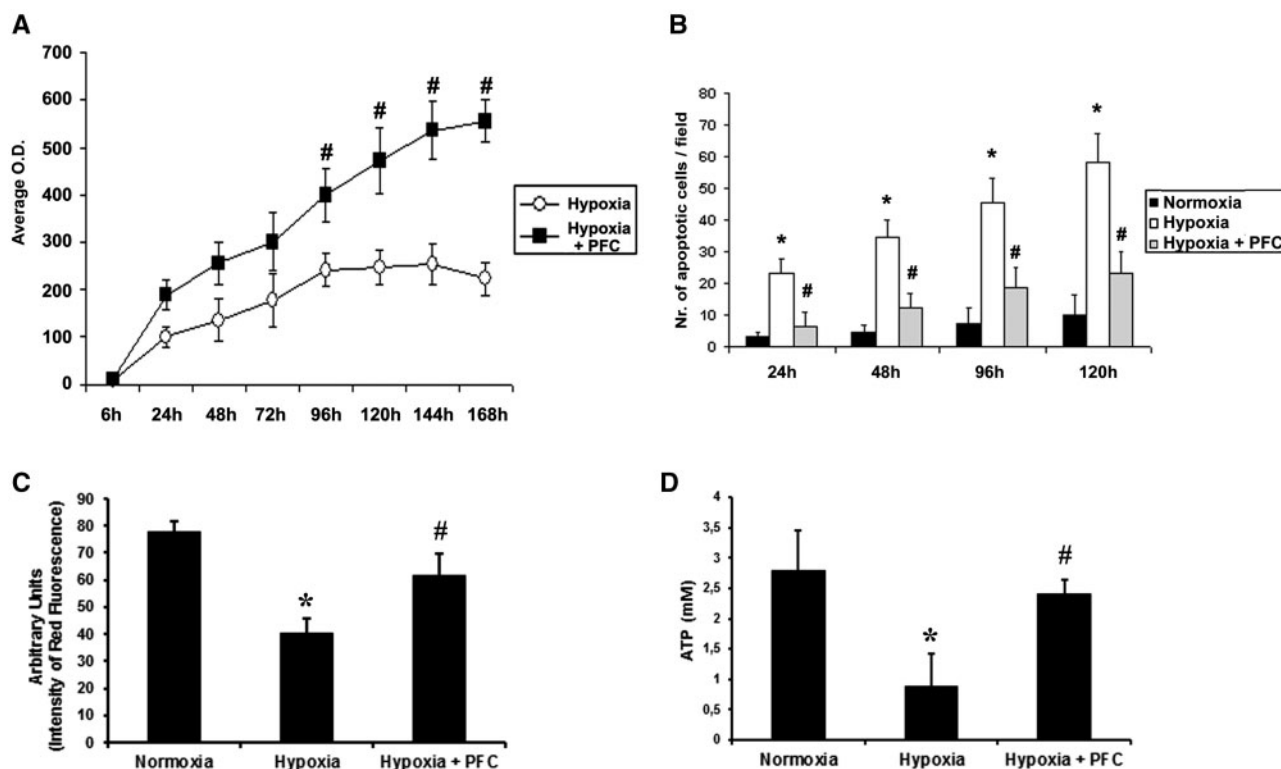 A
700
600
500
400
300
200
100
0
Average O.D.
# # # #
6h 24h 48h 72h 96h 120h 144h 168h
Hypoxia
Hypoxia
+ PFC
B
80
70
60
50
40
30
20
10
0
Nr. of apoptotic cells / field
* # * # * # * #
24h 48h 96h 120h
Normoxia
Hypoxia
Hypoxia + PFC
C
90
80
70
60
50
40
30
20
10
0
Arbitrary Units
(Intensity of Red Fluorescence)
* #
Normoxia Hypoxia Hypoxia + PFC
D
4
3,5
3
2,5
2
1,5
1
0,5
0
ATP (mM)
* #
Normoxia Hypoxia Hypoxia + PFC